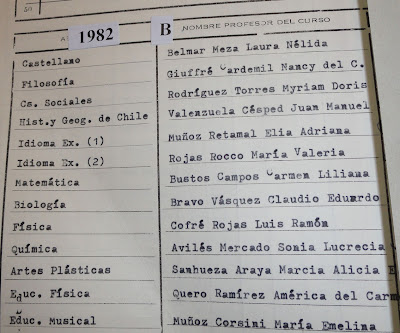 1982 B NOMBRE PROFESOR DEL CURSO
Castellano Belmar Meza Laura Nélida
Filosofía Giuffré Cardemil Nancy del C.
Cs. Sociales Rodríguez Torres Myriam Doris
Hist.y Geog. de Chile Valenzuela Césped Juan Manuel
Idioma Ex. (1) Muñoz Retamal Elia Adriana
Idioma Ex. (2) Rojas Rocco María Valeria
Matemática Bustos Campos Carmen Liliana
Biología Bravo Vásquez Claudio Eduardo
Física Cofré Rojas Luis Ramón
Química Avilés Mercado Sonia Lucrecia
Artes Plásticas Sanhueza Araya Marcia Alicia E
Educ. Física Quero Ramírez América del Carm
Educ. Musical Muñoz Corsini María Emelina